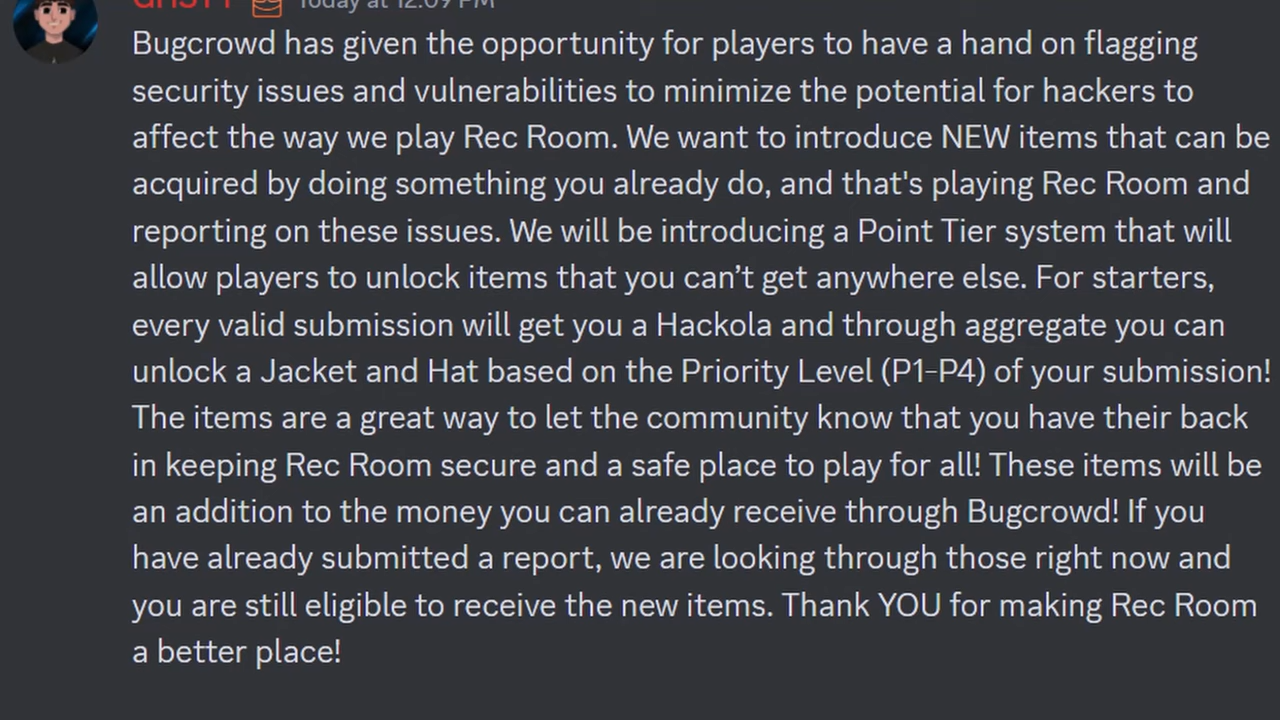 Today at 12:09 PM
Bugcrowd has given the opportunity for players to have a hand on flagging
security issues and vulnerabilities to minimize the potential for hackers to
affect the way we play Rec Room. We want to introduce NEW items that can be
acquired by doing something you already do, and that's playing Rec Room and
reporting on these issues. We will be introducing a Point Tier system that will
allow players to unlock items that you can’t get anywhere else. For starters,
every valid submission will get you a Hackola and through aggregate you can
unlock a Jacket and Hat based on the Priority Level (P1-P4) of your submission!
The items are a great way to let the community know that you have their back
in keeping Rec Room secure and a safe place to play for all! These items will be
an addition to the money you can already receive through Bugcrowd! If you
have already submitted a report, we are looking through those right now and
you are still eligible to receive the new items. Thank YOU for making Rec Room
a better place!